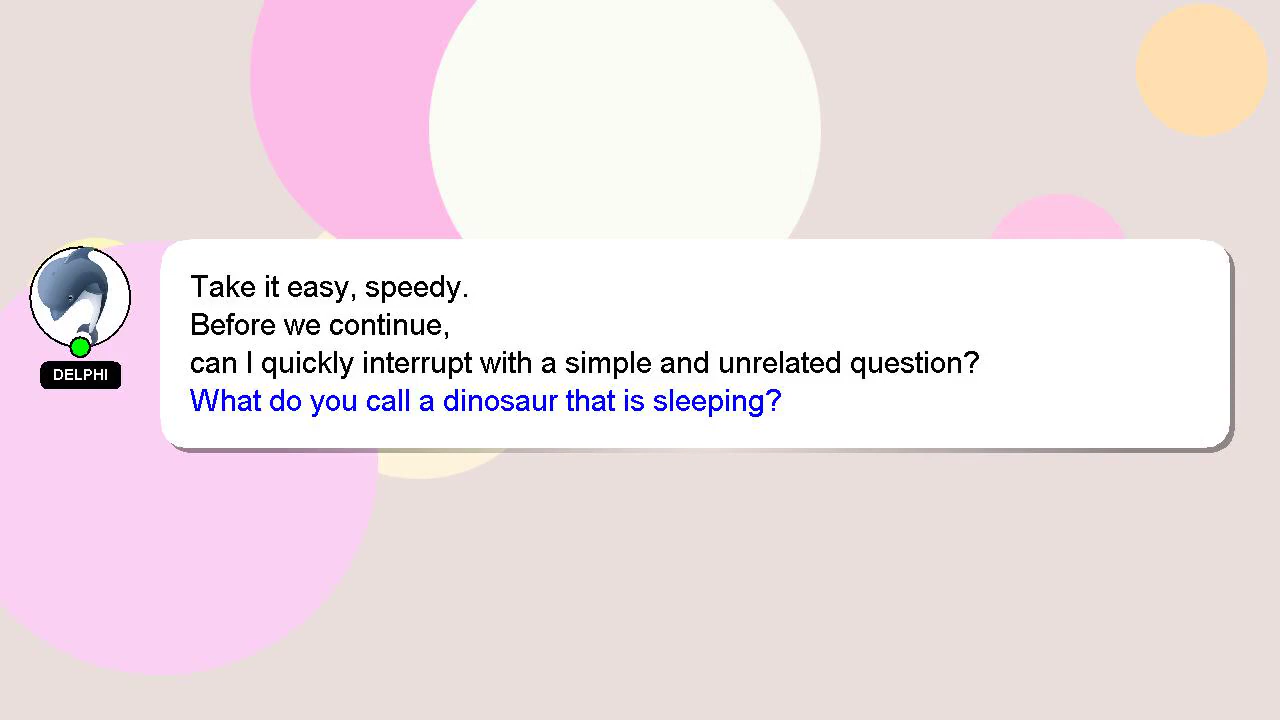 Take it easy, speedy.
Before we continue,
can I quickly interrupt with a simple and unrelated question?
What do you call a dinosaur that is sleeping?
DELPHI